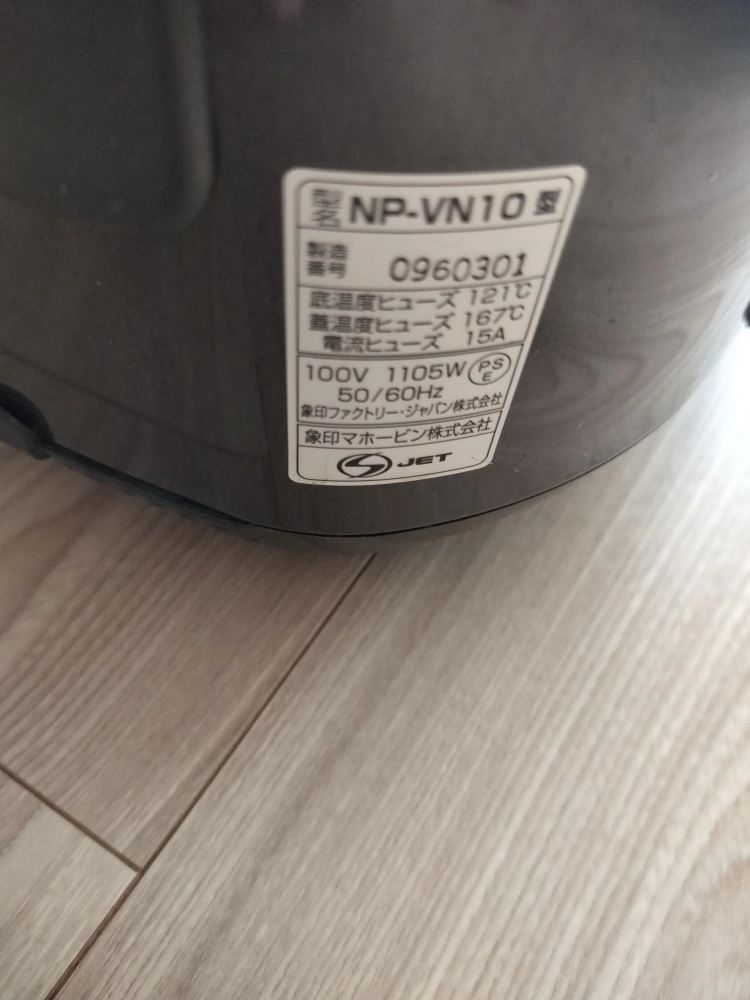 型名 NP-VN10 型
製造番号 0960301
底温度ヒューズ 121℃
蓋温度ヒューズ 167℃
電流ヒューズ 15A
100V 1105W PSE
50/60Hz
象印ファクトリー・ジャパン株式会社
象印マホービン株式会社
JET